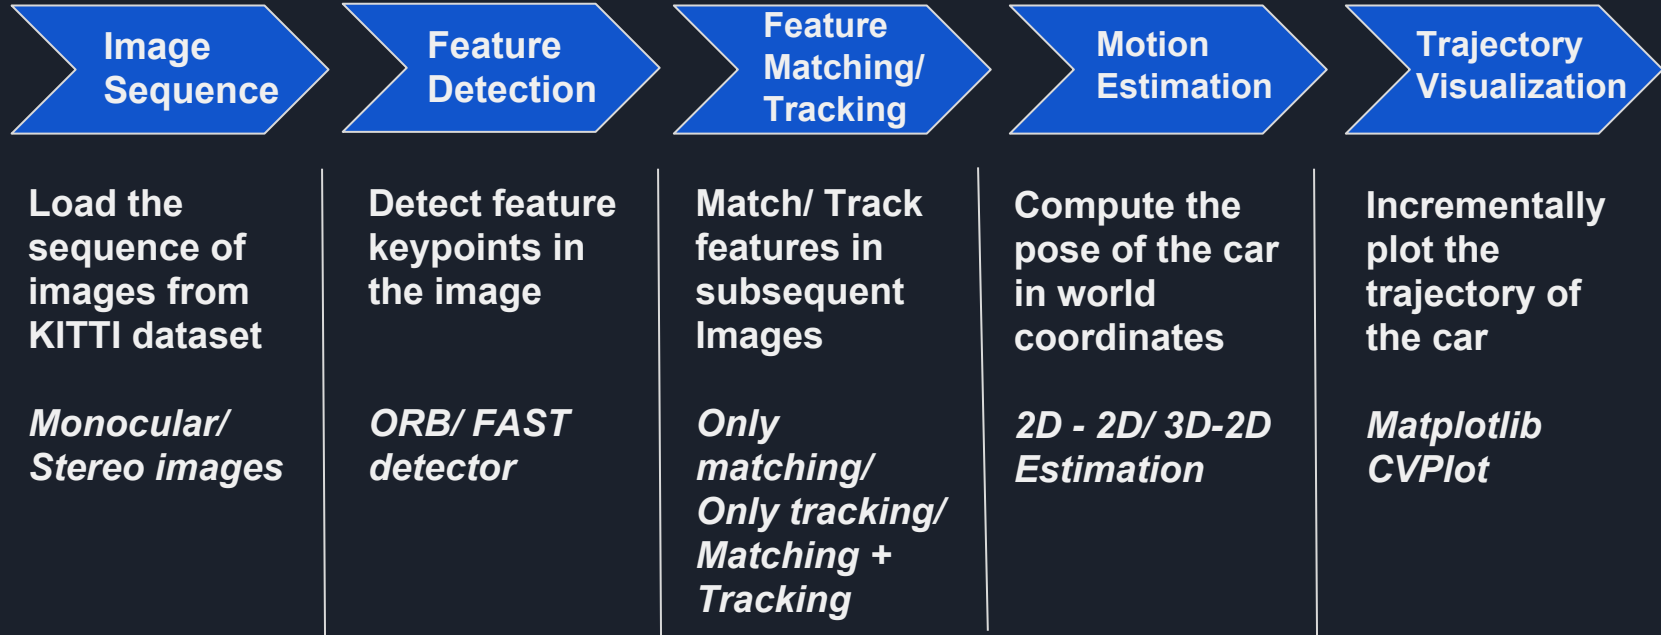 Image
Sequence
Feature
Detection
Feature
Matching/
Tracking
Motion
Estimation
Trajectory
Visualization
Load the
sequence of
images from
KITTI dataset
Monocular/
Stereo images
Detect feature
keypoints in
the image
ORB/ FAST
detector
Match/ Track
features in
subsequent
Images
Only
matching/
Only tracking/
Matching +
Tracking
Compute the
pose of the car
in world
coordinates
2D - 2D/ 3D-2D
Estimation
Incrementally
plot the
trajectory of
the car
Matplotlib
CVPlot